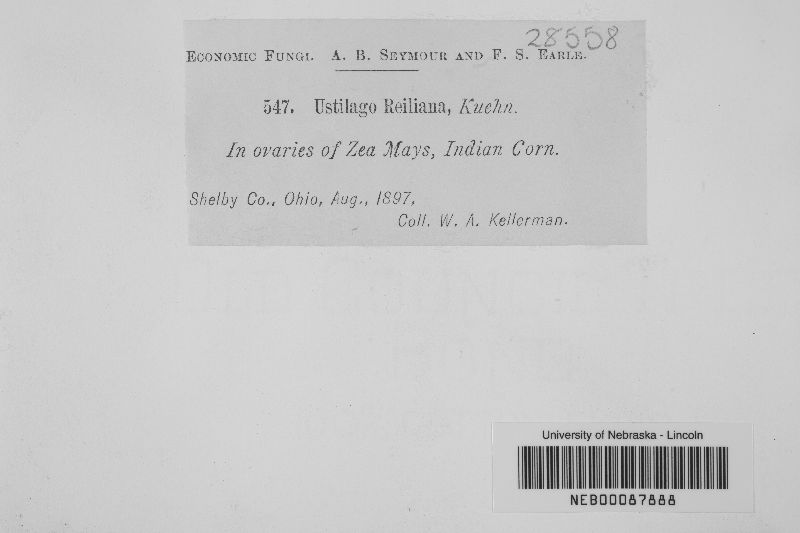 28558
Economic Fungi. A. B. Seymour and F. S. Earle.
547. Ustilago Reiliana, Kuehn.
In ovaries of Zea Mays, Indian Corn.
Shelby Co., Ohio, Aug., 1897,
Coll. W. A. Kellerman.
University of Nebraska - Lincoln
NEB00087888